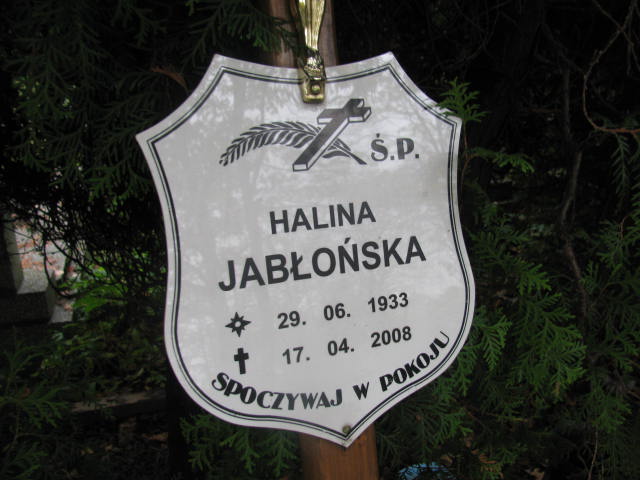 Ś.P.
HALINA
JABŁOŃSKA
29. 06. 1933
17. 04. 2008
SPOCZYWAJ W POKOJU